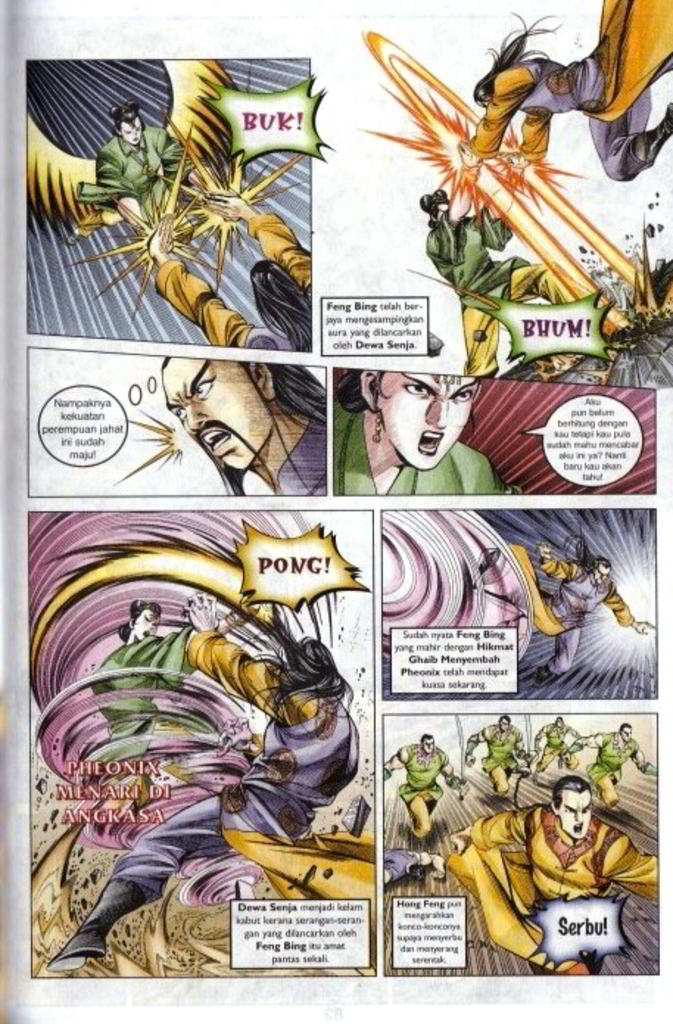 BUK!
Feng Bing telah ber-
jaya mengesampingkan
aura yang dilancarkan
oleh Dewa Senja.
BHUM!
Nampaknya
kekuatan
perempuan jahat
ini sudah
maju!
Aku
pun belum
berhitung dengan
kau tetapi kau pula
sudah mahu mencabar
aku ini ya? Nanti
baru kau akan
tahu!
PONG!
PHEONIX
MENARI DI
ANGKASA
Dewa Senja menjadi kelam
kabut kerana serangan-seran-
gan yang dilancarkan oleh
Feng Bing itu amat
pantas sekali.
Sudah nyata Feng Bing
yang mahir dengan Hikmat
Ghaib Menyembah
Pheonix telah mendapat
kuasa sekarang.
Hong Feng pun
mengarahkan
konco-konconya
supaya menyerbu
dan menyerang
serentak.
Serbu!